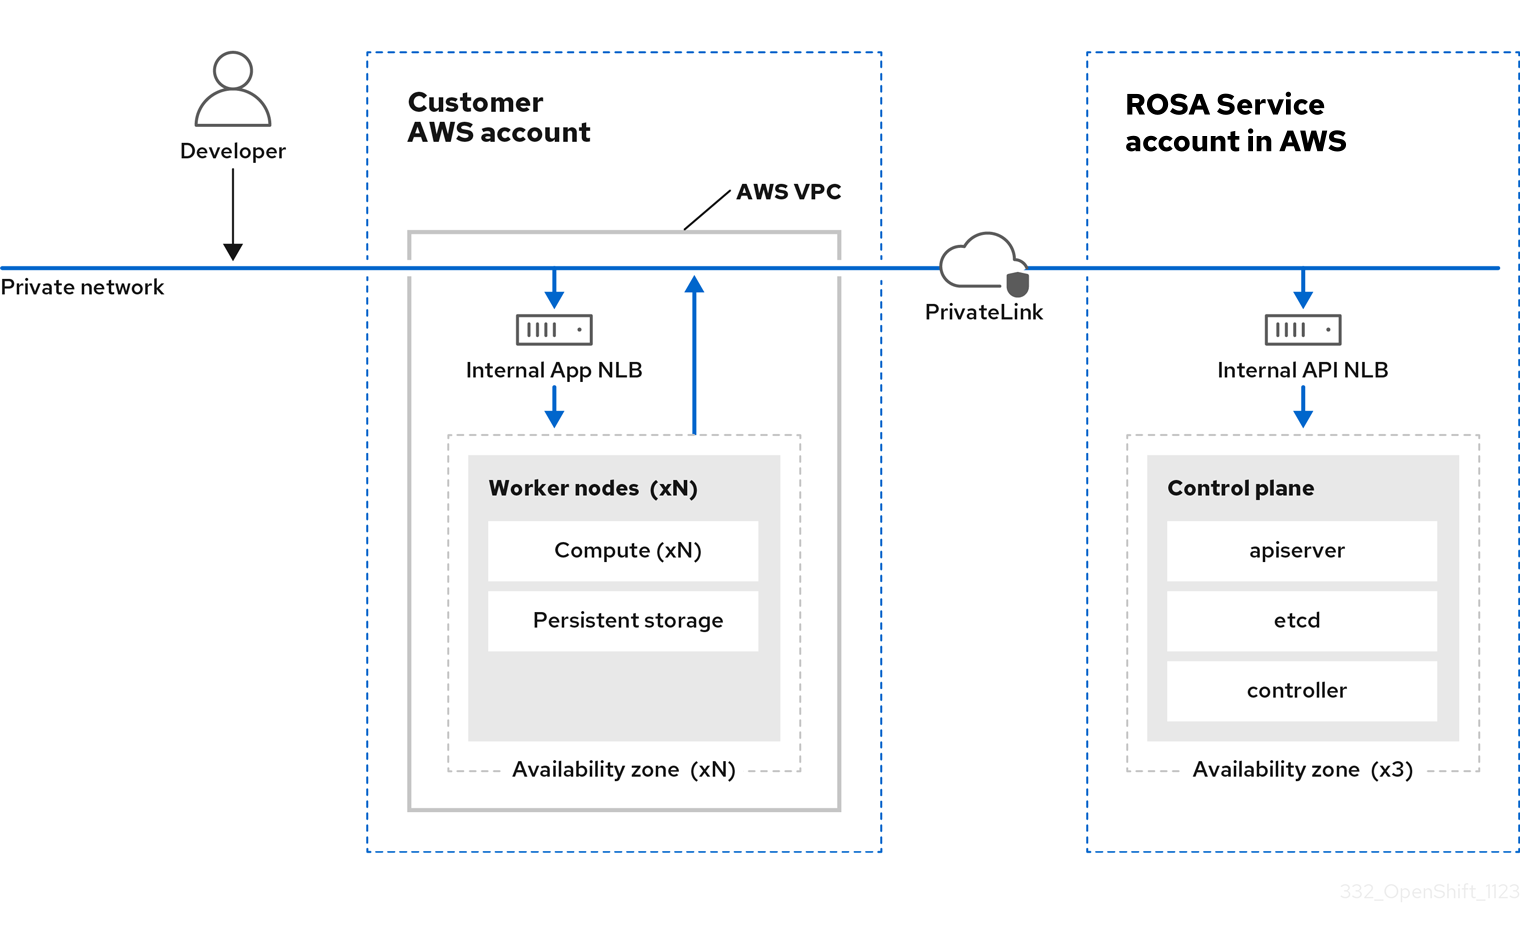 Developer
Private network
Customer
AWS account
AWS VPC
Internal App NLB
Worker nodes (xN)
Compute (xN)
Persistent storage
Availability zone (xN)
PrivateLink
ROSA Service
account in AWS
Internal API NLB
Control plane
apiserver
etcd
controller
Availability zone (x3)
332_OpenShift_1123